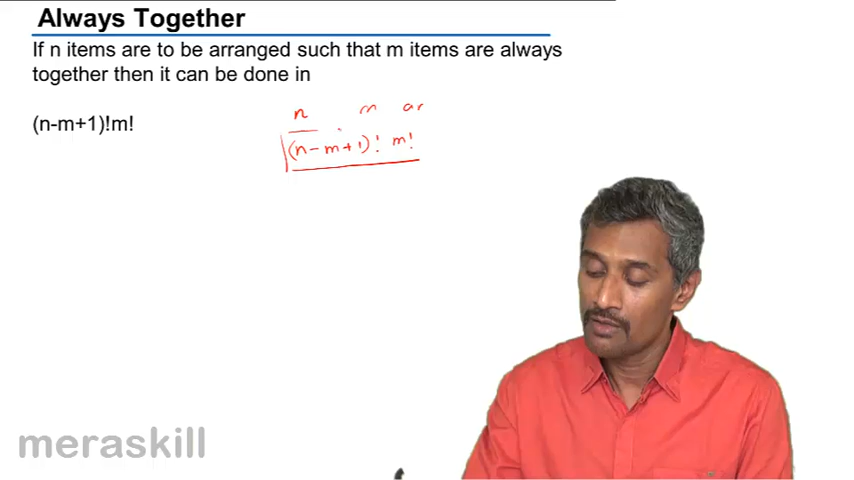 Always Together
If n items are to be arranged such that m items are always
together then it can be done in
n m ar
(n-m+1)!m!
(n-m+1)! m!
meraskill